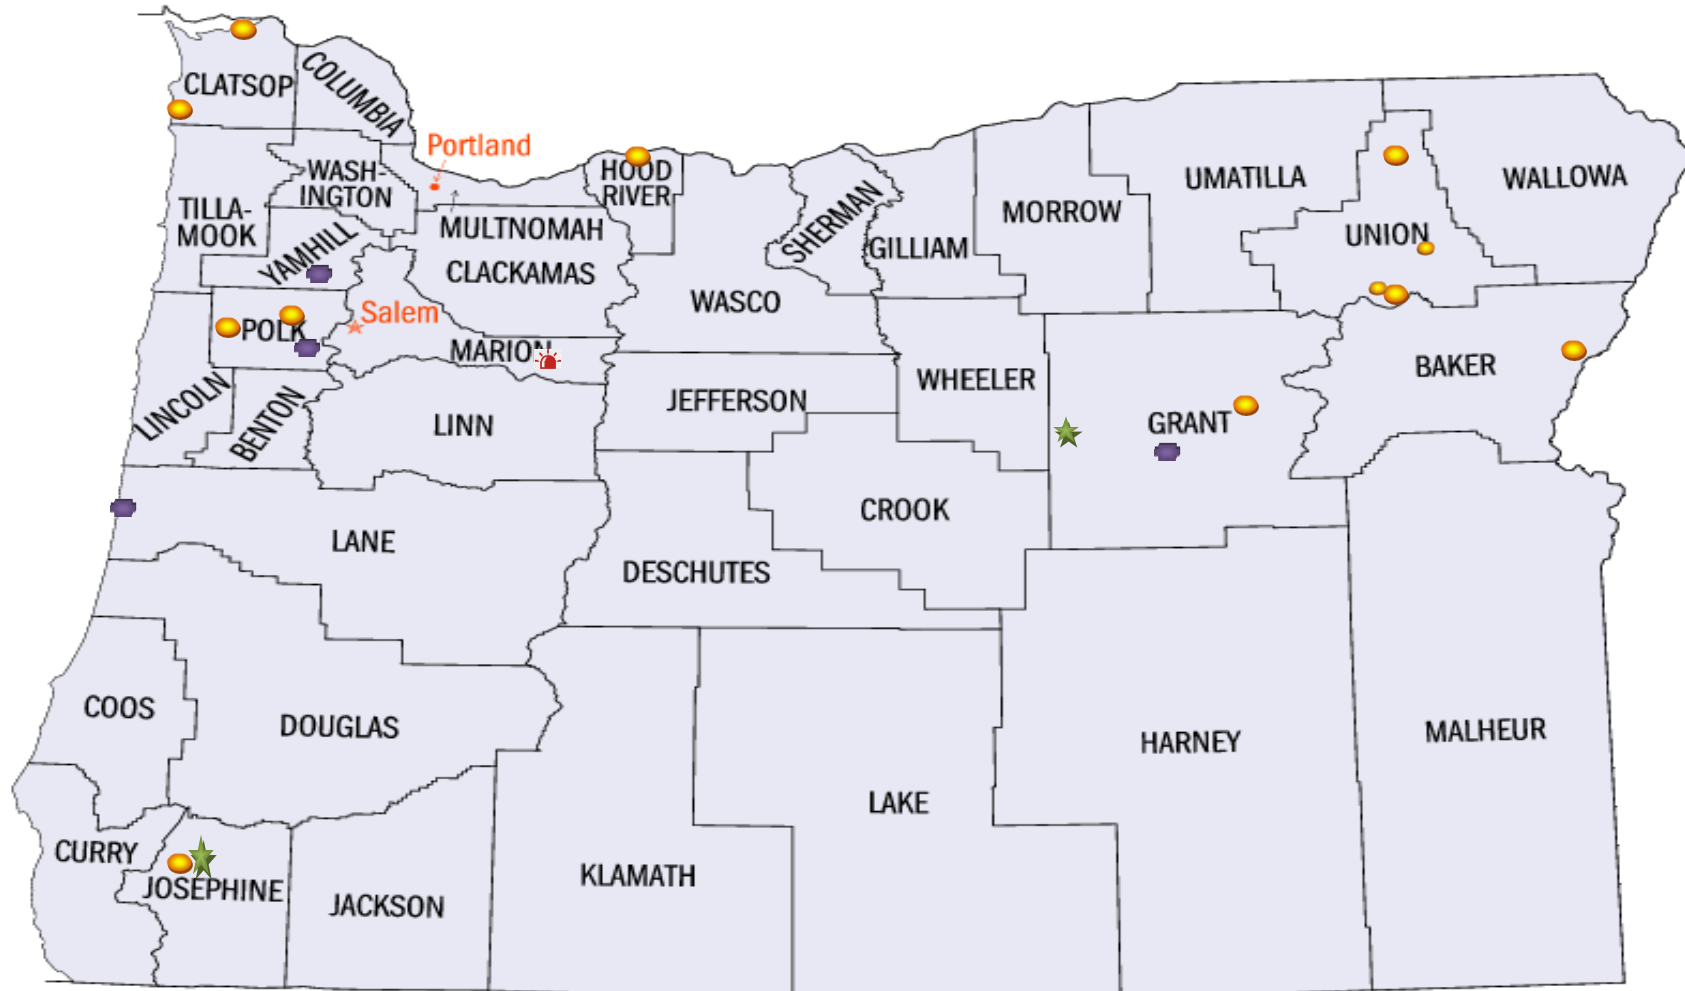 CLATSOP
COLUMBIA
Portland
WASH-
INGTON
HOOD
RIVER
TILLA-
MOOK
YAMHILL
MULTNOMAH
CLACKAMAS
SHERMAN
GILLIAM
MORROW
UMATILLA
WALLOWA
UNION
WASCO
POLK
Salem
MARION
WHEELER
BAKER
JEFFERSON
LINCOLN
BENTON
LINN
GRANT
CROOK
LANE
DESCHUTES
COOS
DOUGLAS
HARNEY
MALHEUR
LAKE
CURRY
JOSEPHINE
JACKSON
KLAMATH